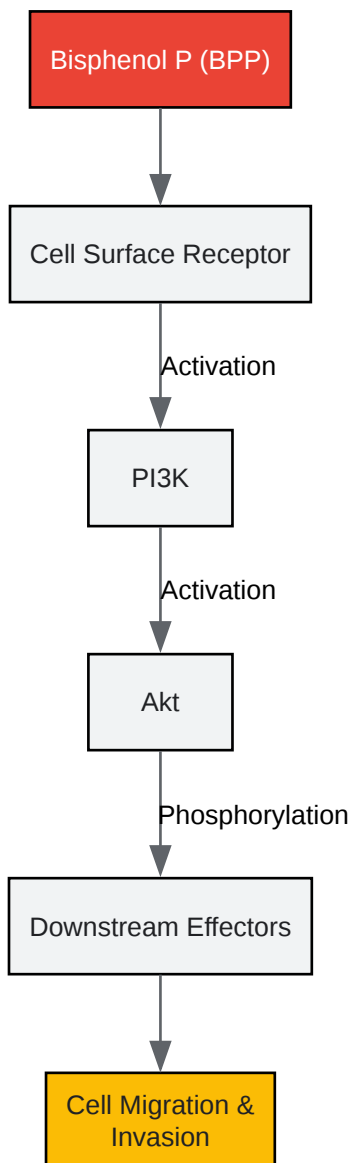 Bisphenol P (BPP)
Cell Surface Receptor
Activation
PI3K
Activation
Akt
Phosphorylation
Downstream Effectors
Cell Migration &
Invasion